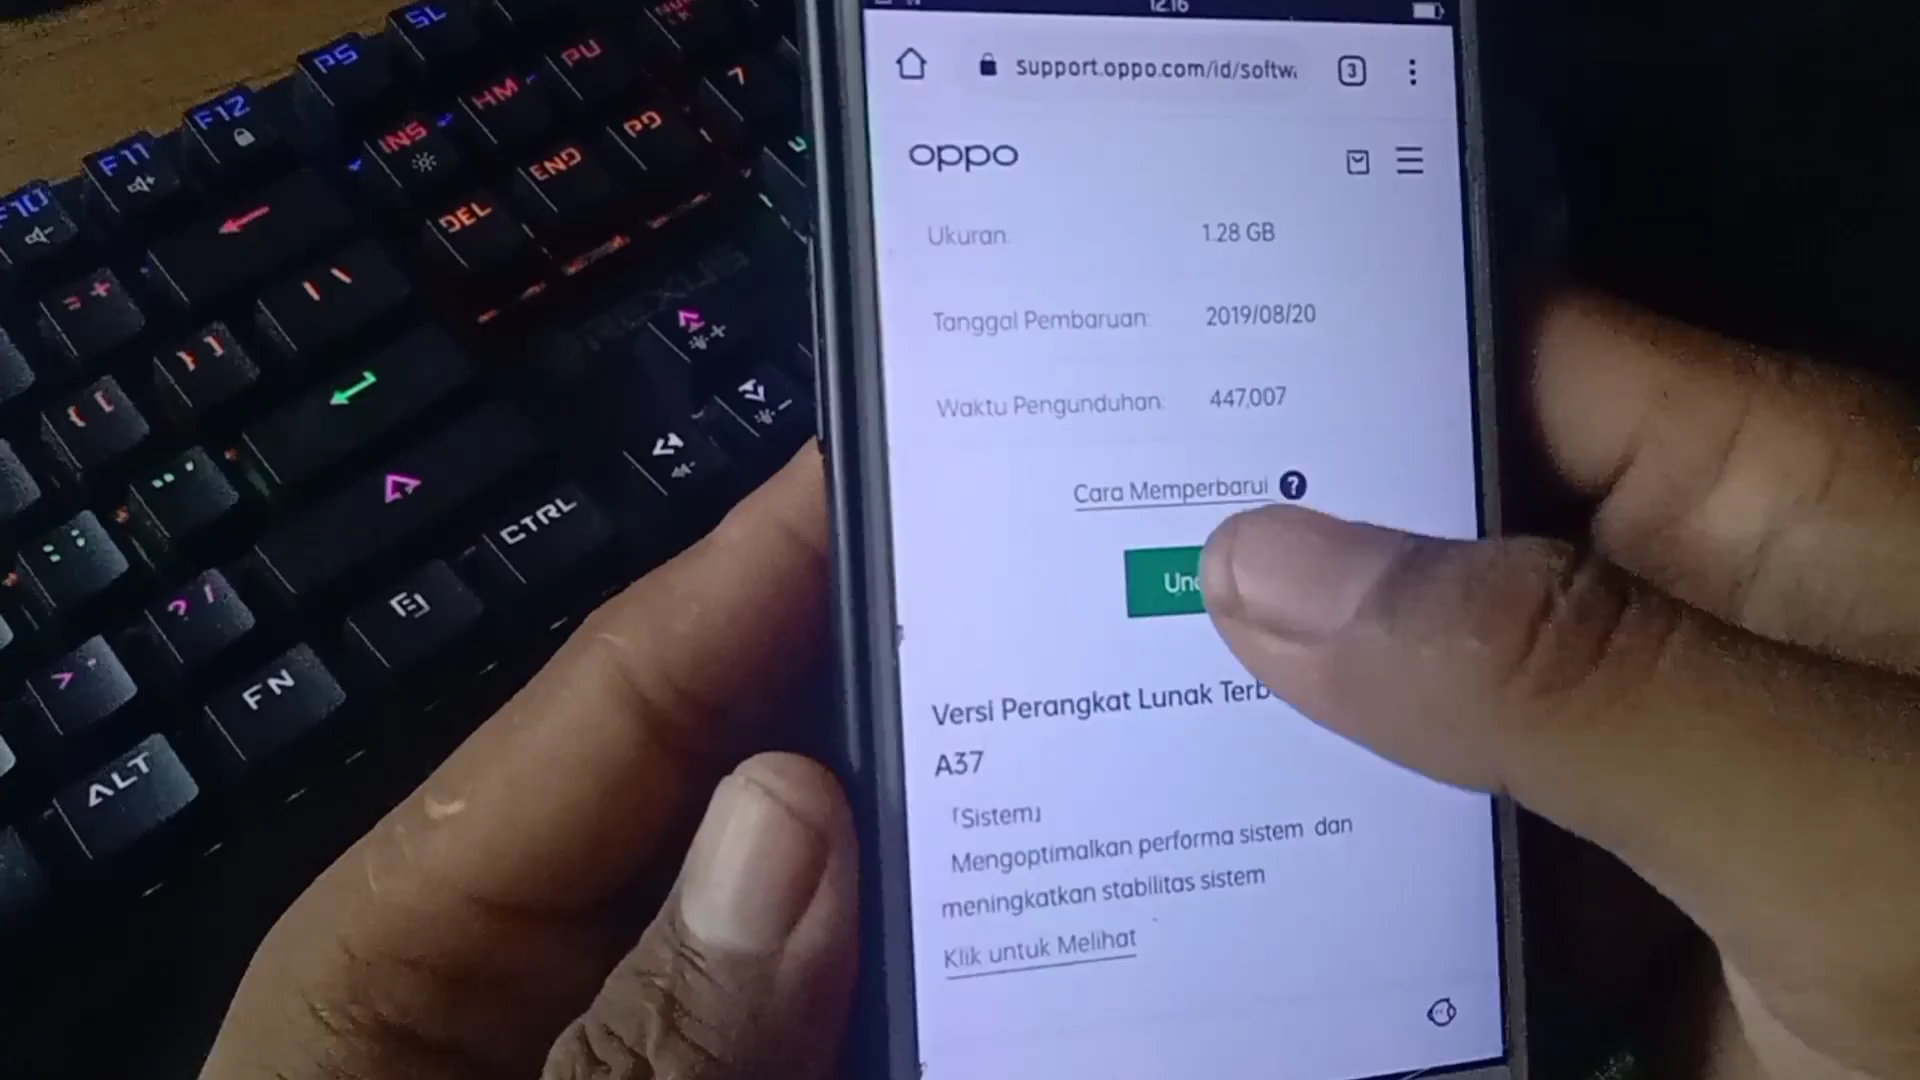 12.16
support.oppo.com/id/softw
3
oppo
Ukuran: 1.28 GB
Tanggal Pembaruan: 2019/08/20
Waktu Pengunduhan: 447,007
Cara Memperbarui ?
Versi Perangkat Lunak
A37
「Sistem」
Mengoptimalkan performa sistem dan
meningkatkan stabilitas sistem
Klik untuk Melihat
SL
PS
F12
F11
F10
PU
HM
INS
7
PD
END
DEL
= +
| \
} ]
{ [
" '
: ;
? /
>
CTRL
FN
ALT